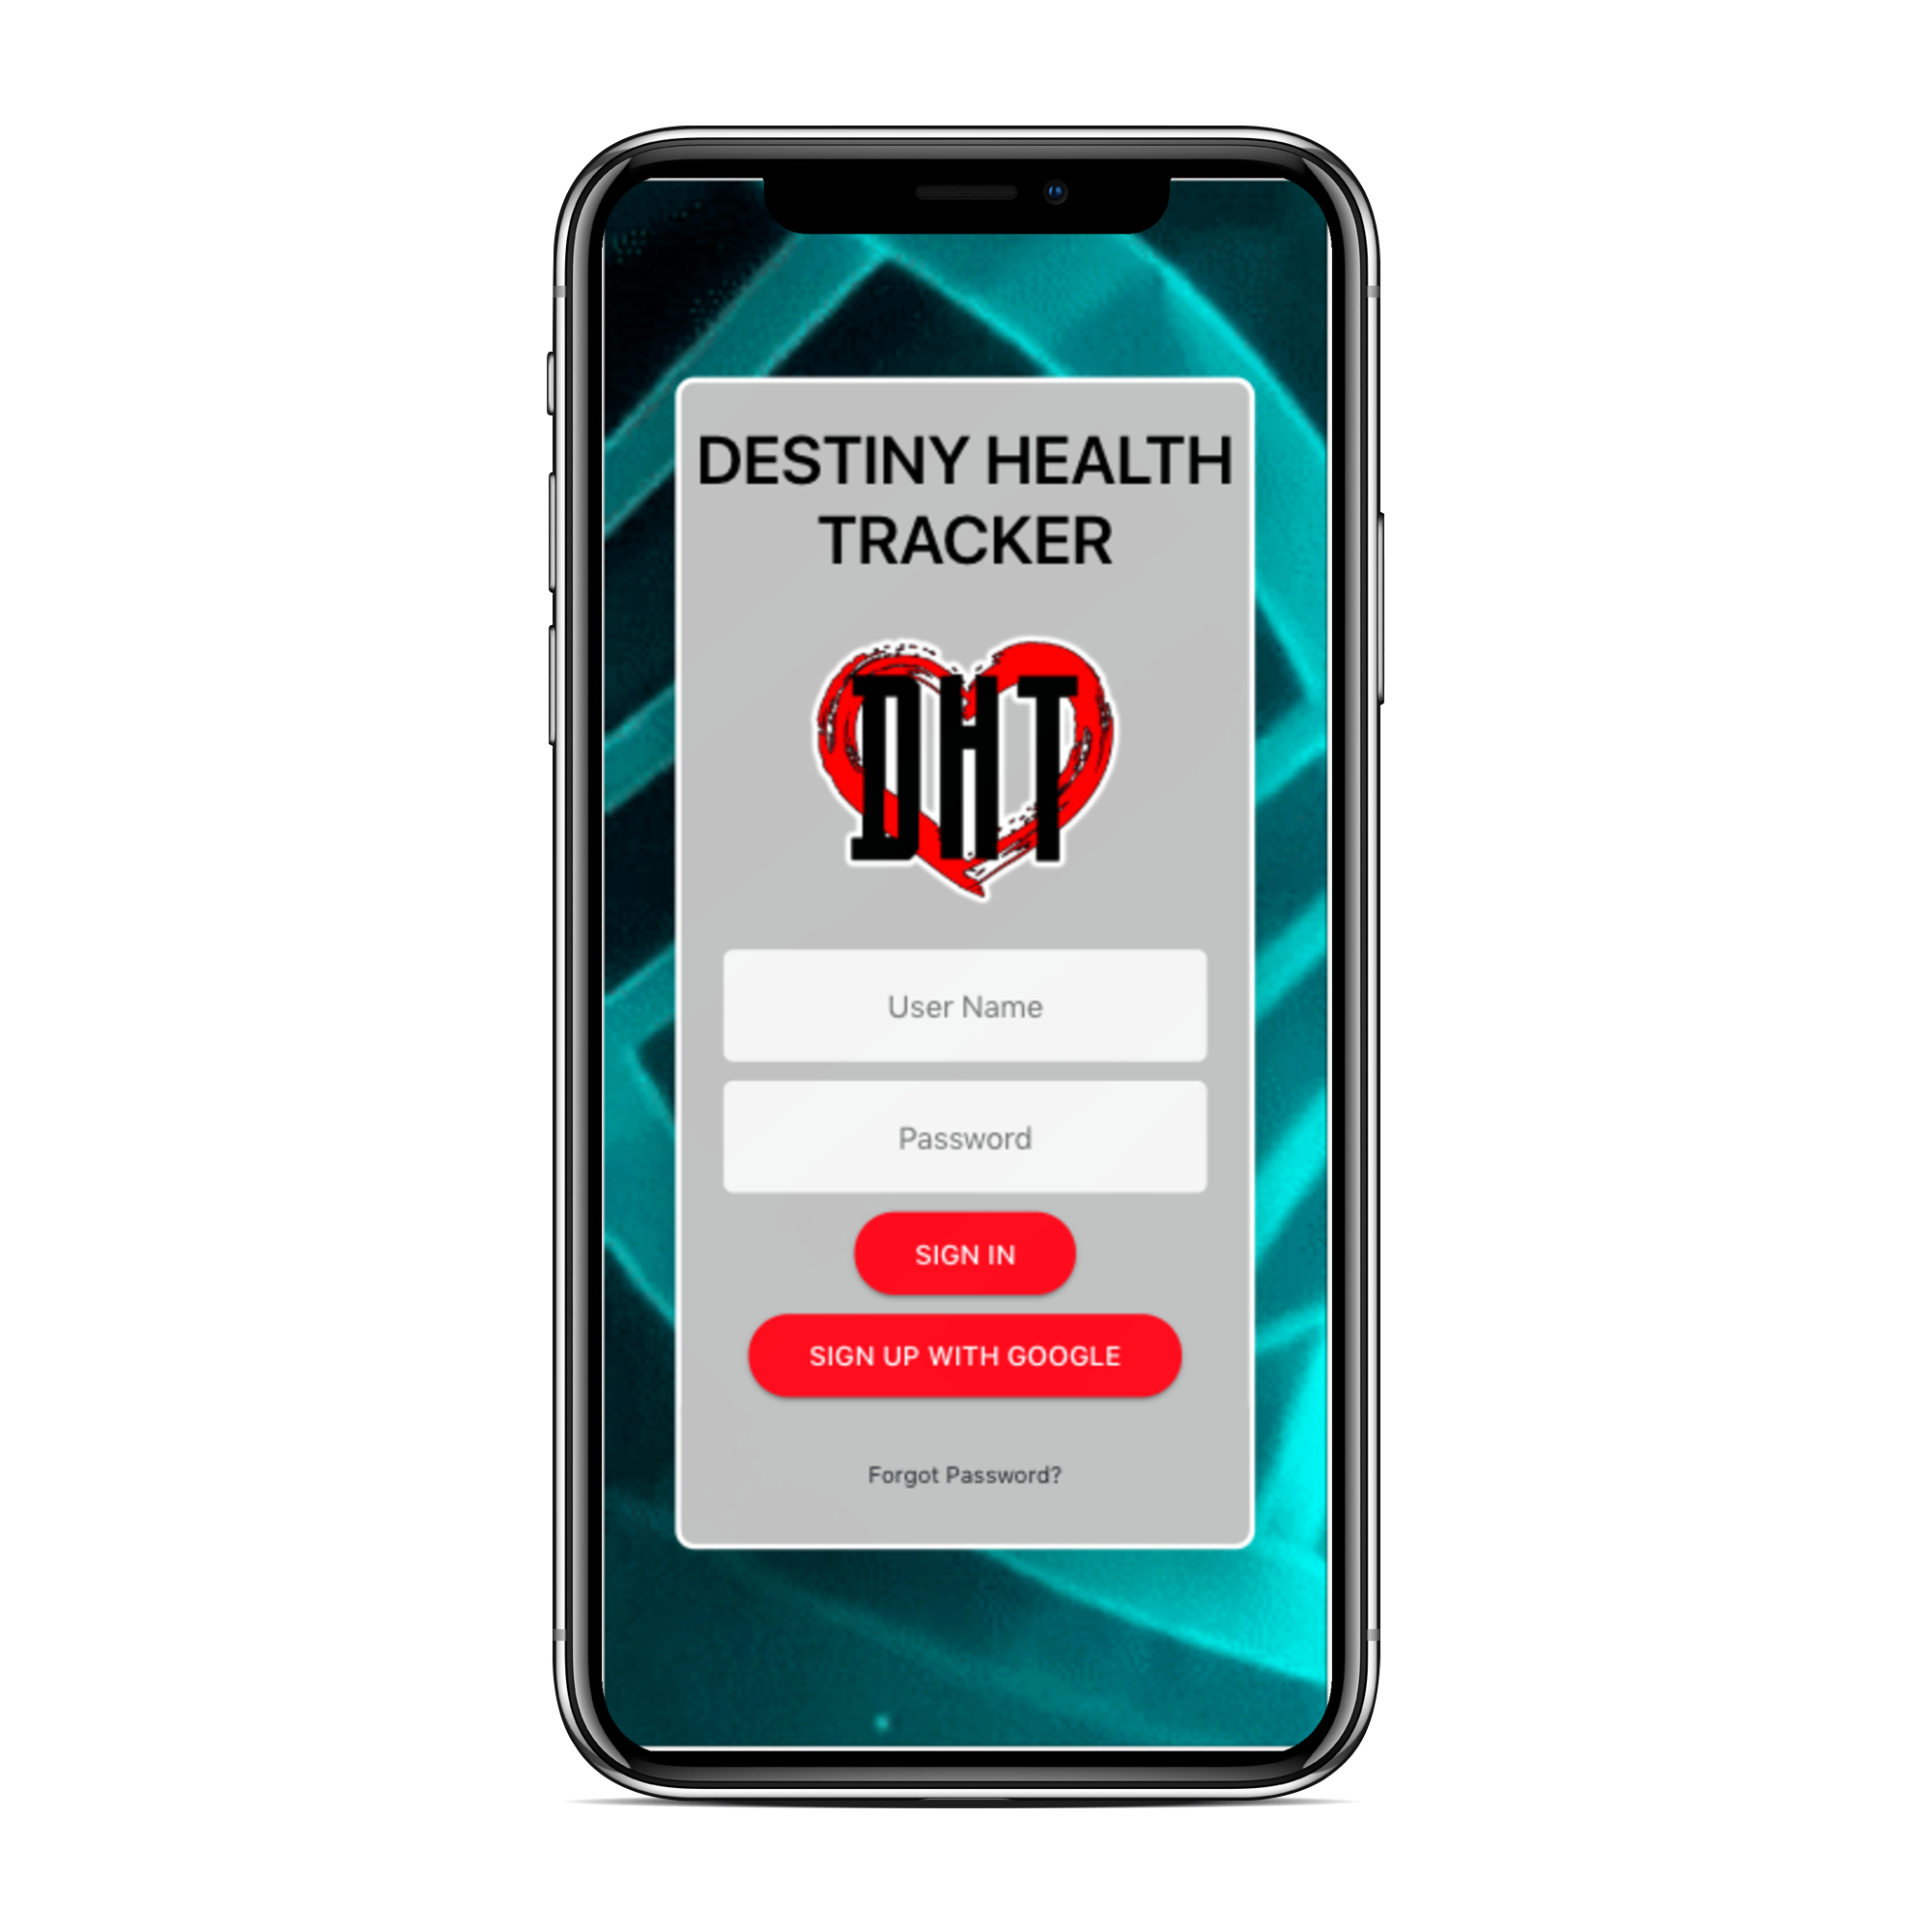 DESTINY HEALTH
TRACKER
DHT
User Name
Password
SIGN IN
SIGN UP WITH GOOGLE
Forgot Password?